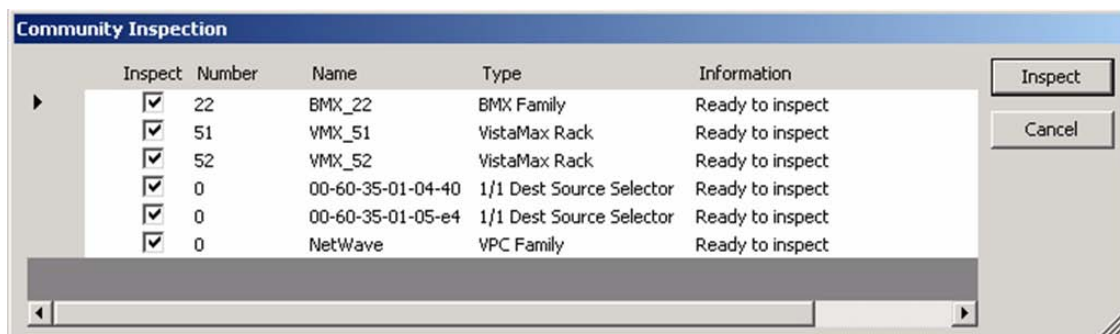 Community Inspection
Inspect Number Name Type Information
22 BMX_22 BMX Family Ready to inspect
51 VMX_51 VistaMax Rack Ready to inspect
52 VMX_52 VistaMax Rack Ready to inspect
0 00-60-35-01-04-40 1/1 Dest Source Selector Ready to inspect
0 00-60-35-01-05-e4 1/1 Dest Source Selector Ready to inspect
0 NetWave VPC Family Ready to inspect
Inspect
Cancel